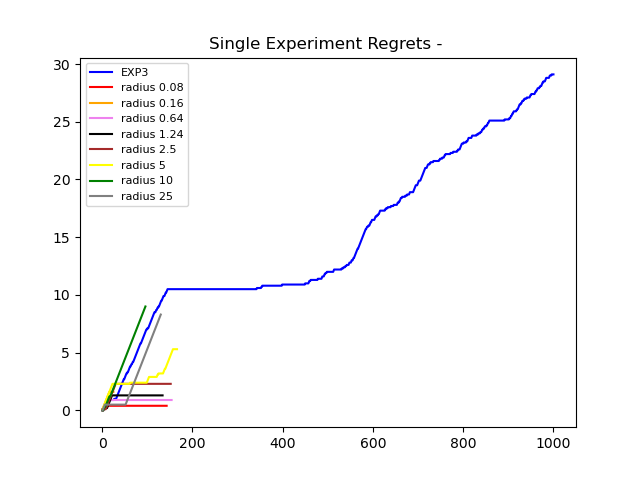 Single Experiment Regrets -
30
25
20
15
10
5
0
EXP3
radius 0.08
radius 0.16
radius 0.64
radius 1.24
radius 2.5
radius 5
radius 10
radius 25
0 200 400 600 800 1000